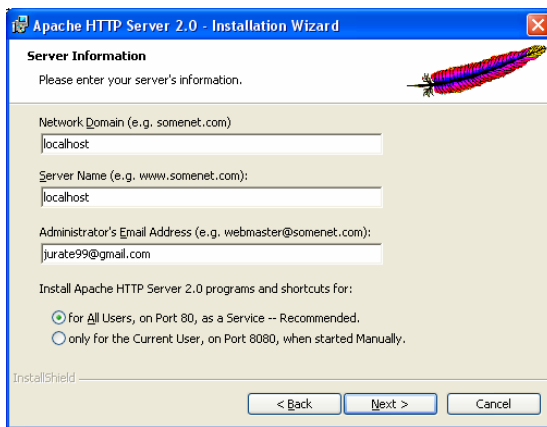 Apache HTTP Server 2.0 - Installation Wizard
Server Information
Please enter your server's information.
Network Domain (e.g. somenet.com)
localhost
Server Name (e.g. www.somenet.com):
localhost
Administrator's Email Address (e.g. webmaster@somenet.com):
jurate99@gmail.com
Install Apache HTTP Server 2.0 programs and shortcuts for:
for All Users, on Port 80, as a Service -- Recommended.
only for the Current User, on Port 8080, when started Manually.
InstallShield
< Back Next > Cancel